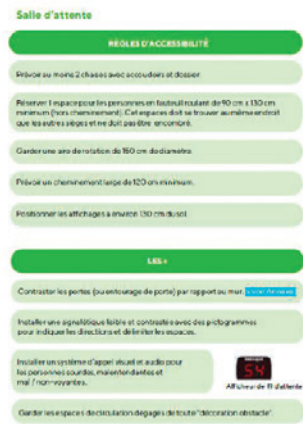 Salle d'attente
RÈGLES D'ACCESSIBILITÉ
Prévoir au moins 2 chaises avec accoudoirs et dossier.
Réserver 1 espace pour les personnes en fauteuil roulant de 90 cm x 130 cm
minimum (hors cheminement). Cet espaces doit se trouver au même endroit
que les autres sièges et ne doit pas être encombré.
Garder une aire de rotation de 150 cm de diamètre.
Prévoir un cheminement large de 120 cm minimum.
Positionner les affichages à environ 130 cm du sol.
LES +
Contraster les portes (ou entourage de porte) par rapport au mur.
Installer une signalétique lisible et contrastée avec des pictogrammes
pour indiquer les directions et délimiter les espaces.
Installer un système d'appel visuel et audio pour
les personnes sourdes, malentendantes et
mal / non-voyantes.
54
Afficheur de fil d'attente
Garder les espaces de circulation dégagés de toute "décoration obstacle".